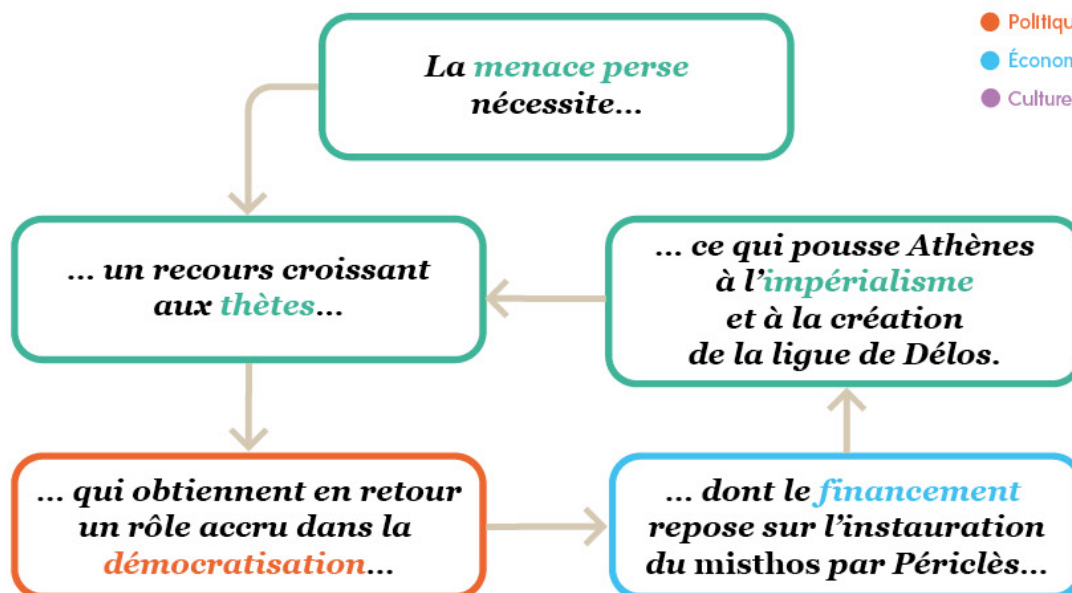 La menace perse
nécessite...
Politiqu
Économ
Culture
... un recours croissant
aux thètes...
... qui obtiennent en retour
un rôle accru dans la
démocratisation...
... dont le financement
repose sur l'instauration
du misthos par Périclès...
... ce qui pousse Athènes
à l'impérialisme
et à la création
de la ligue de Délos.